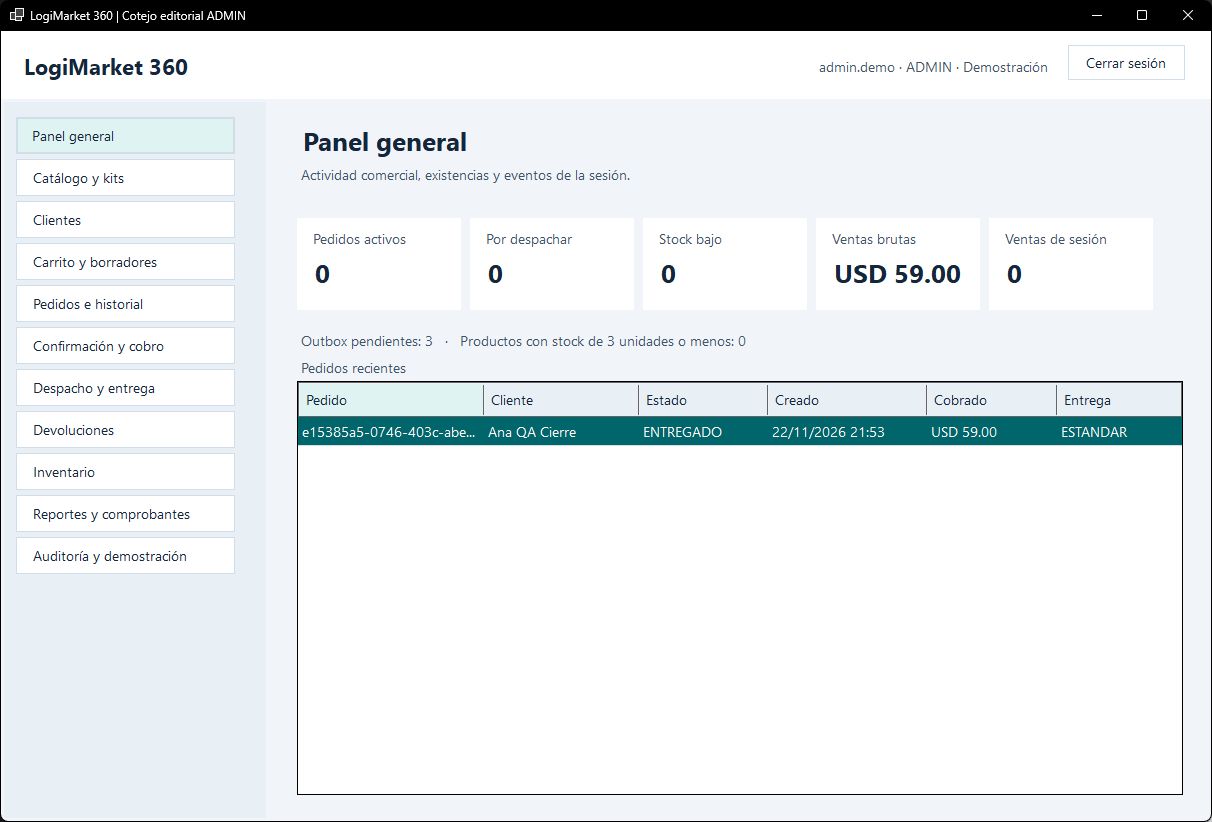 LogiMarket 360 | Cotejo editorial ADMIN
LogiMarket 360
admin.demo · ADMIN · Demostración
Cerrar sesión
Panel general
Catálogo y kits
Clientes
Carrito y borradores
Pedidos e historial
Confirmación y cobro
Despacho y entrega
Devoluciones
Inventario
Reportes y comprobantes
Auditoría y demostración
Panel general
Actividad comercial, existencias y eventos de la sesión.
Pedidos activos
0
Por despachar
0
Stock bajo
0
Ventas brutas
USD 59.00
Ventas de sesión
0
Outbox pendientes: 3 · Productos con stock de 3 unidades o menos: 0
Pedidos recientes
Pedido Cliente Estado Creado Cobrado Entrega
e15385a5-0746-403c-abe... Ana QA Cierre ENTREGADO 22/11/2026 21:53 USD 59.00 ESTANDAR